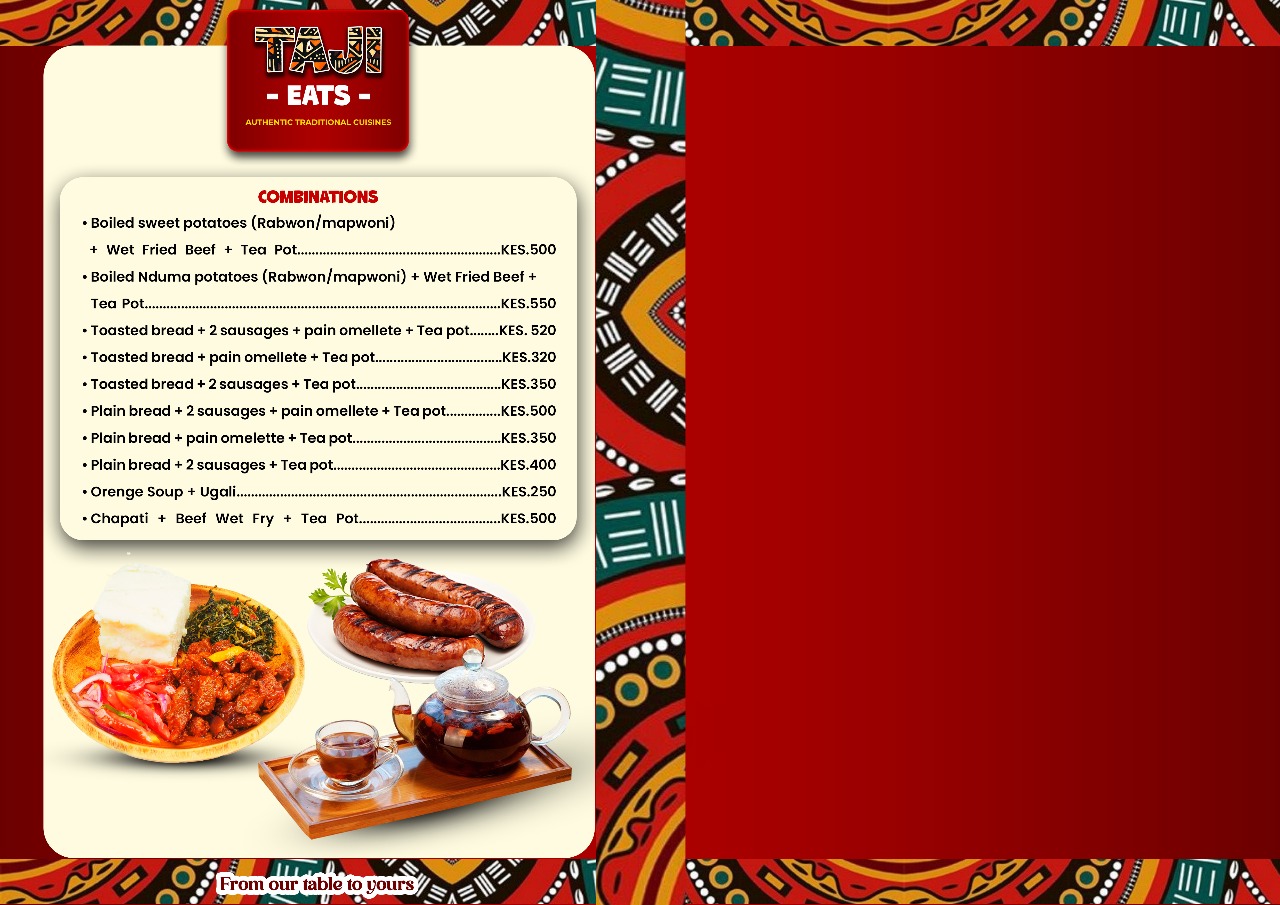 TAJI
- EATS -
AUTHENTIC TRADITIONAL CUISINES
COMBINATIONS
• Boiled sweet potatoes (Rabwon/mapwoni)
+ Wet Fried Beef + Tea Pot........................................................KES.500
• Boiled Nduma potatoes (Rabwon/mapwoni) + Wet Fried Beef +
Tea Pot..................................................................................................KES.550
• Toasted bread + 2 sausages + pain omellete + Tea pot........KES. 520
• Toasted bread + pain omellete + Tea pot...................................KES.320
• Toasted bread + 2 sausages + Tea pot........................................KES.350
• Plain bread + 2 sausages + pain omellete + Tea pot...............KES.500
• Plain bread + pain omelette + Tea pot.........................................KES.350
• Plain bread + 2 sausages + Tea pot..............................................KES.400
• Orenge Soup + Ugali.........................................................................KES.250
• Chapati + Beef Wet Fry + Tea Pot.......................................KES.500
From our table to yours